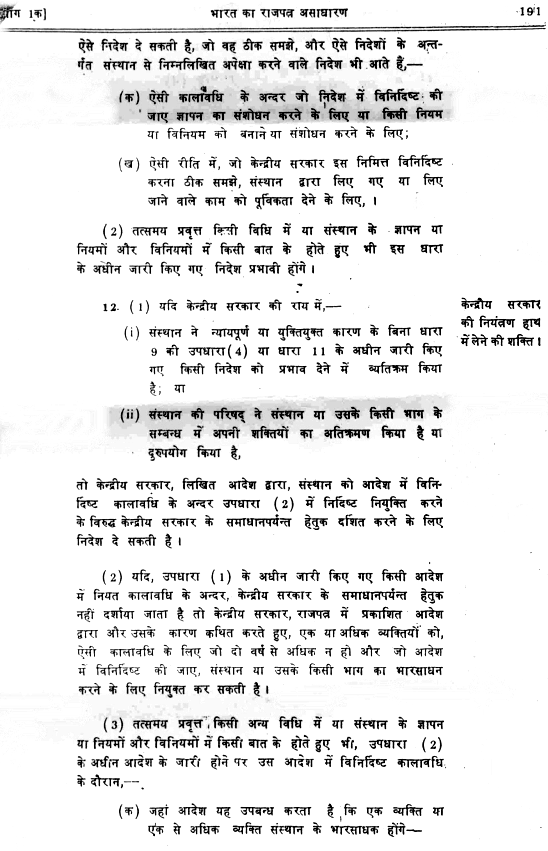 भाग 1क] भारत का राजपत्र असाधारण 191
ऐसे निदेश दे सकती है, जो वह ठीक समझे, और ऐसे निदेशों के अन्त-
र्गत संस्थान से निम्नलिखित अपेक्षा करने वाले निदेश भी आते हैं,—
(क) ऐसी कालावधि के अन्दर जो निदेश में विनिर्दिष्ट की
जाए ज्ञापन का संशोधन करने के लिए या किसी नियम
या विनियम को बनाने या संशोधन करने के लिए;
(ख) ऐसी रीति में, जो केन्द्रीय सरकार इस निमित्त विनिर्दिष्ट
करना ठीक समझे, संस्थान द्वारा लिए गए या लिए
जाने वाले काम को पूर्विकता देने के लिए, ।
(2) तत्समय प्रवृत्त किसी विधि में या संस्थान के ज्ञापन या
नियमों और विनियमों में किसी बात के होते हुए भी इस धारा
के अधीन जारी किए गए निदेश प्रभावी होंगे ।
केन्द्रीय सरकार
की नियंत्रण हाथ
में लेने की शक्ति ।
12. (1) यदि केन्द्रीय सरकार की राय में,—
(i) संस्थान ने न्यायपूर्ण या युक्तियुक्त कारण के बिना धारा
9 की उपधारा (4) या धारा 11 के अधीन जारी किए
गए किसी निदेश को प्रभाव देने में व्यतिक्रम किया
है; या
(ii) संस्थान की परिषद् ने संस्थान या उसके किसी भाग के
सम्बन्ध में अपनी शक्तियों का अतिक्रमण किया है या
दुरुपयोग किया है,
तो केन्द्रीय सरकार, लिखित आदेश द्वारा, संस्थान को आदेश में विनि-
र्दिष्ट कालावधि के अन्दर उपधारा (2) में निर्दिष्ट नियुक्ति करने
के विरुद्ध केन्द्रीय सरकार के समाधानपर्यन्त हेतुक दर्शित करने के लिए
निदेश दे सकती है ।
(2) यदि, उपधारा (1) के अधीन जारी किए गए किसी आदेश
में नियत कालावधि के अन्दर, केन्द्रीय सरकार के समाधानपर्यन्त हेतुक
नहीं दर्शाया जाता है तो केन्द्रीय सरकार, राजपत्र में प्रकाशित आदेश
द्वारा और उसके कारण कथित करते हुए, एक या अधिक व्यक्तियों को,
ऐसी कालावधि के लिए जो दो वर्ष से अधिक न हो और जो आदेश
में विनिर्दिष्ट की जाए, संस्थान या उसके किसी भाग का भारसाधन
करने के लिए नियुक्त कर सकती है ।
(3) तत्समय प्रवृत्त किसी अन्य विधि में या संस्थान के ज्ञापन
या नियमों और विनियमों में किसी बात के होते हुए भी, उपधारा (2)
के अधीन आदेश के जारी होने पर उस आदेश में विनिर्दिष्ट कालावधि
के दौरान,—
(क) जहां आदेश यह उपबन्ध करता है कि एक व्यक्ति या
एक से अधिक व्यक्ति संस्थान के भारसाधक होंगे—